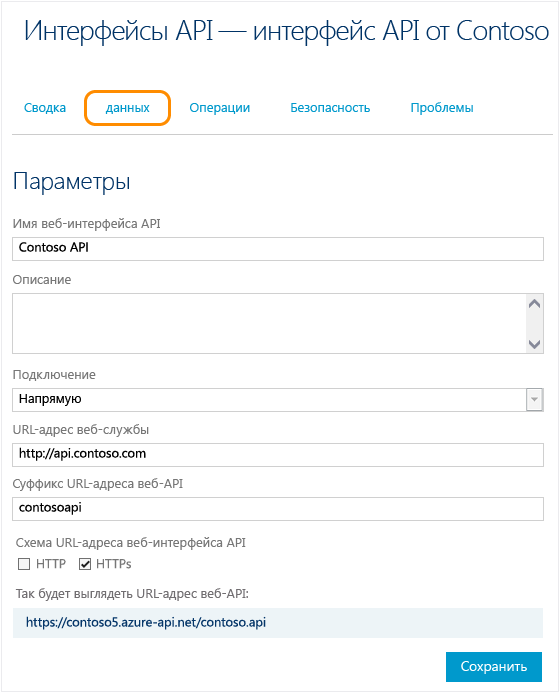 Интерфейсы API — интерфейс API от Contoso
Сводка данных Операции Безопасность Проблемы
Параметры
Имя веб-интерфейса API
Contoso API
Описание
Подключение
Напрямую
URL-адрес веб-службы
http://api.contoso.com
Суффикс URL-адреса веб-API
contosoapi
Схема URL-адреса веб-интерфейса API
HTTP HTTPs
Так будет выглядеть URL-адрес веб-API:
https://contoso5.azure-api.net/contoso.api
Сохранить